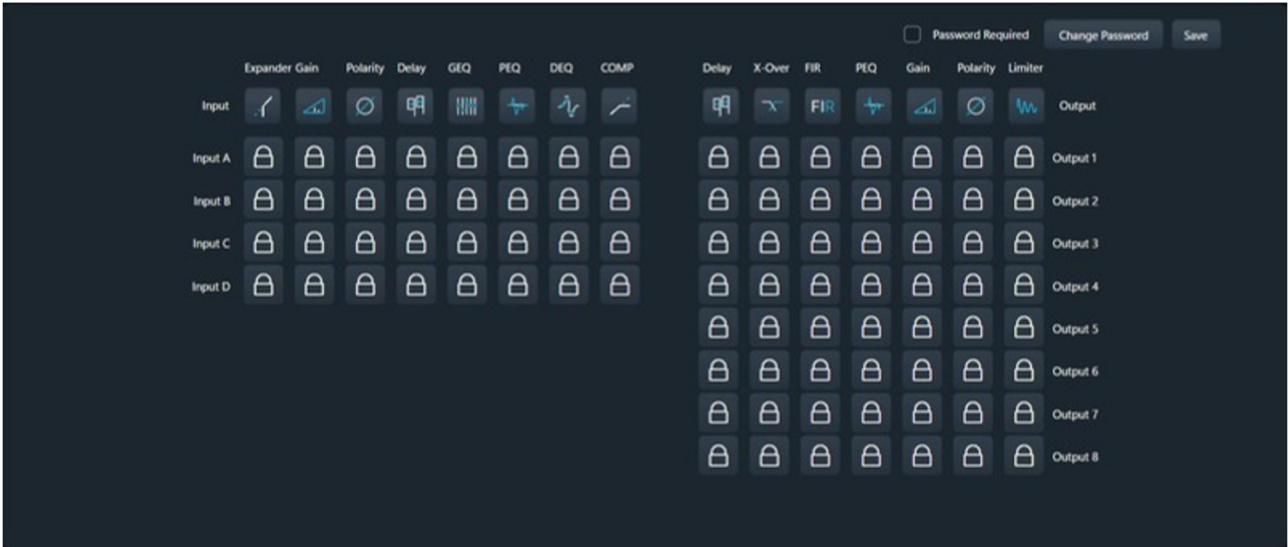 Password Required Change Password Save
Expander Gain Polarity Delay GEQ PEQ DEQ COMP Delay X-Over FIR PEQ Gain Polarity Limiter
Input FIR Output
Input A Output 1
Input B Output 2
Input C Output 3
Input D Output 4
Output 5
Output 6
Output 7
Output 8